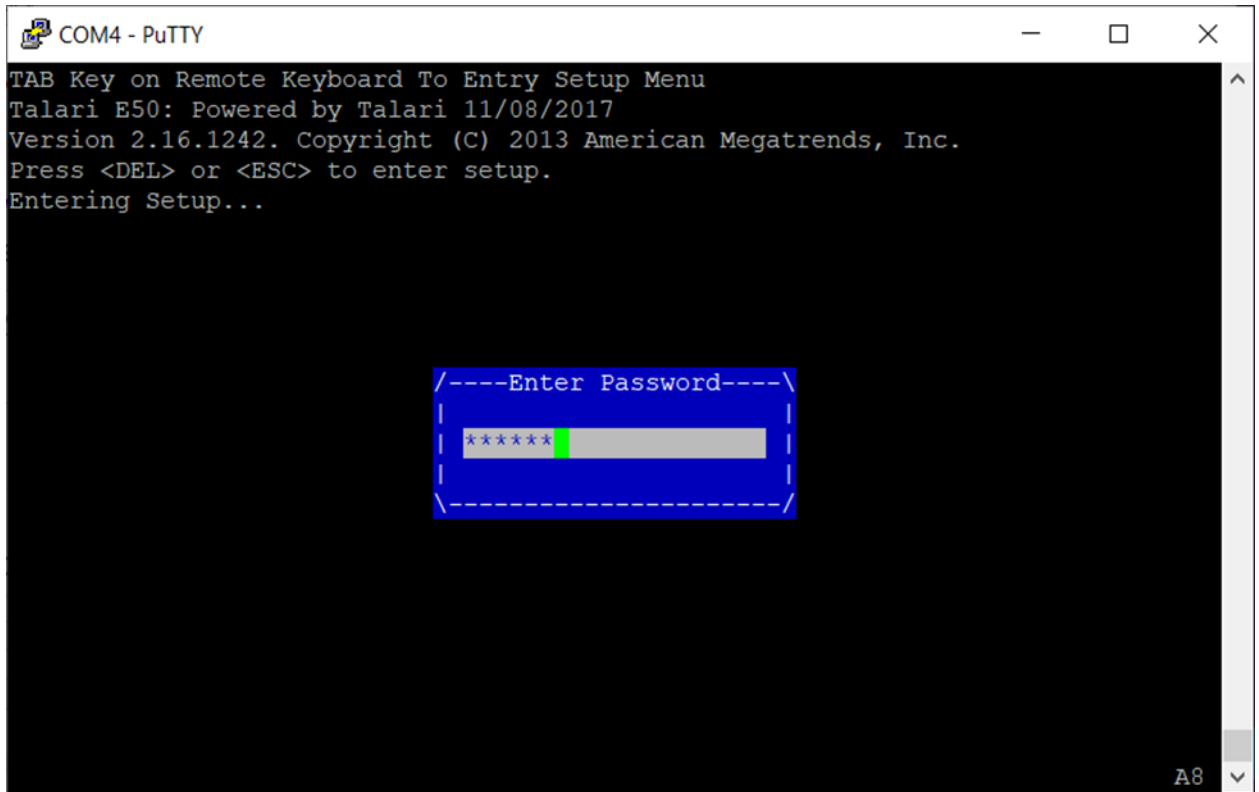 COM4 - PuTTY
TAB Key on Remote Keyboard To Entry Setup Menu
Talari E50: Powered by Talari 11/08/2017
Version 2.16.1242. Copyright (C) 2013 American Megatrends, Inc.
Press <DEL> or <ESC> to enter setup.
Entering Setup...
/----Enter Password----\
| |
| ****** |
| |
\----------------------/
A8